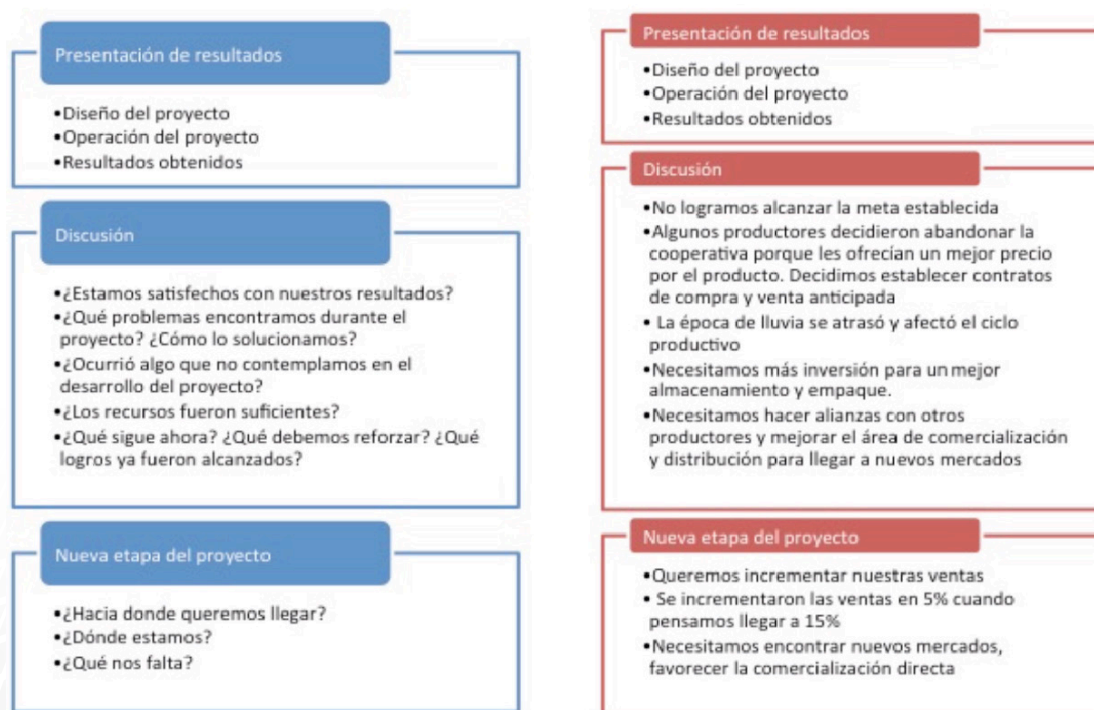 Presentación de resultados
•Diseño del proyecto
•Operación del proyecto
•Resultados obtenidos
Discusión
•¿Estamos satisfechos con nuestros resultados?
•¿Qué problemas encontramos durante el
proyecto? ¿Cómo lo solucionamos?
•¿Ocurrió algo que no contemplamos en el
desarrollo del proyecto?
•¿Los recursos fueron suficientes?
•¿Qué sigue ahora? ¿Qué debemos reforzar? ¿Qué
logros ya fueron alcanzados?
Nueva etapa del proyecto
•¿Hacia donde queremos llegar?
•¿Dónde estamos?
•¿Qué nos falta?
Presentación de resultados
•Diseño del proyecto
•Operación del proyecto
•Resultados obtenidos
Discusión
•No logramos alcanzar la meta establecida
•Algunos productores decidieron abandonar la
cooperativa porque les ofrecían un mejor precio
por el producto. Decidimos establecer contratos
de compra y venta anticipada
• La época de lluvia se atrasó y afectó el ciclo
productivo
•Necesitamos más inversión para un mejor
almacenamiento y empaque.
•Necesitamos hacer alianzas con otros
productores y mejorar el área de comercialización
y distribución para llegar a nuevos mercados
Nueva etapa del proyecto
•Queremos incrementar nuestras ventas
• Se incrementaron las ventas en 5% cuando
pensamos llegar a 15%
•Necesitamos encontrar nuevos mercados,
favorecer la comercialización directa